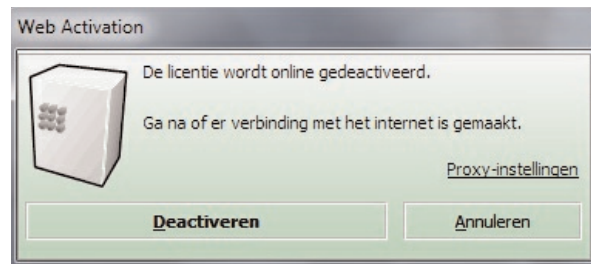 Web Activation
De licentie wordt online gedeactiveerd.
Ga na of er verbinding met het internet is gemaakt.
Proxy-instellingen
Deactiveren
Annuleren